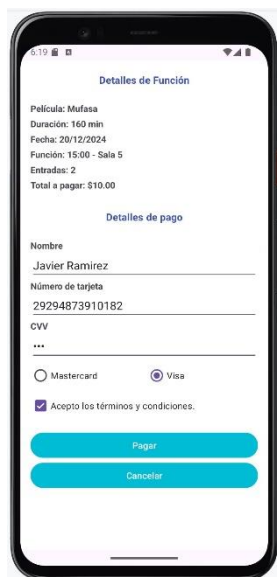 6:19
Detalles de Función
Película: Mufasa
Duración: 160 min
Fecha: 20/12/2024
Función: 15:00 - Sala 5
Entradas: 2
Total a pagar: $10.00
Detalles de pago
Nombre
Javier Ramirez
Número de tarjeta
29294873910182
CVV
•••
Mastercard Visa
Acepto los términos y condiciones.
Pagar
Cancelar